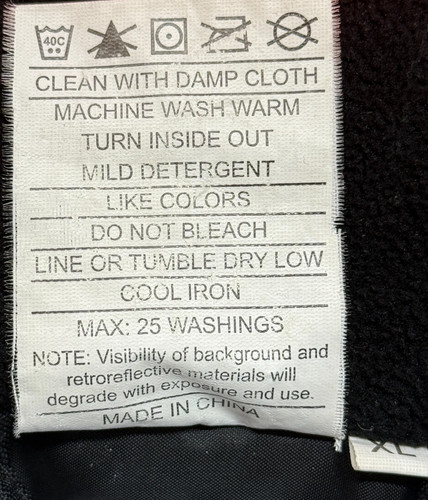 40C
CLEAN WITH DAMP CLOTH
MACHINE WASH WARM
TURN INSIDE OUT
MILD DETERGENT
LIKE COLORS
DO NOT BLEACH
LINE OR TUMBLE DRY LOW
COOL IRON
MAX: 25 WASHINGS
NOTE: Visibility of background and
retroreflective materials will
degrade with exposure and use.
MADE IN CHINA
XL